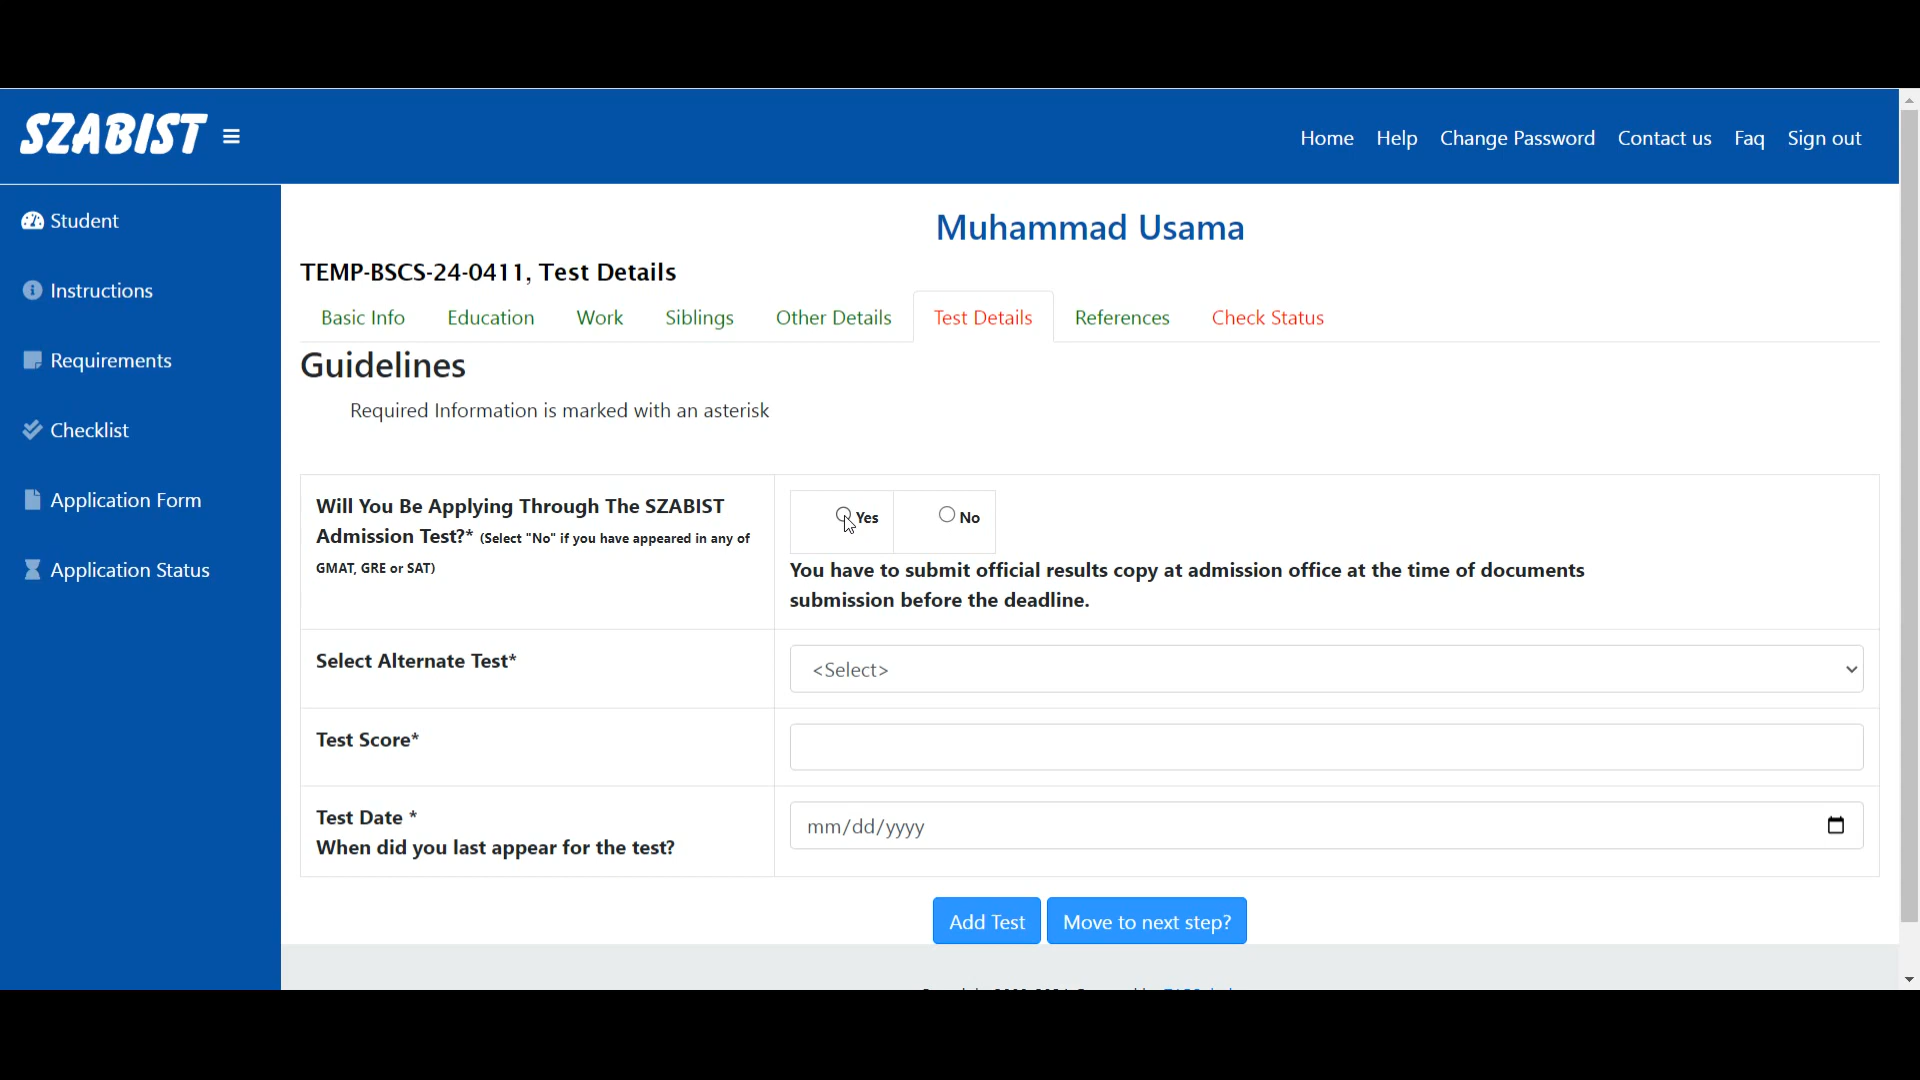 SZABIST
Home Help Change Password Contact us Faq Sign out
Student
Instructions
Requirements
Checklist
Application Form
Application Status
Muhammad Usama
TEMP-BSCS-24-0411, Test Details
Basic Info Education Work Siblings Other Details Test Details References Check Status
Guidelines
Required Information is marked with an asterisk
Will You Be Applying Through The SZABIST
Admission Test?* (Select "No" if you have appeared in any of
GMAT, GRE or SAT)
Yes No
You have to submit official results copy at admission office at the time of documents
submission before the deadline.
Select Alternate Test*
<Select>
Test Score*
Test Date *
When did you last appear for the test?
mm/dd/yyyy
Add Test Move to next step?